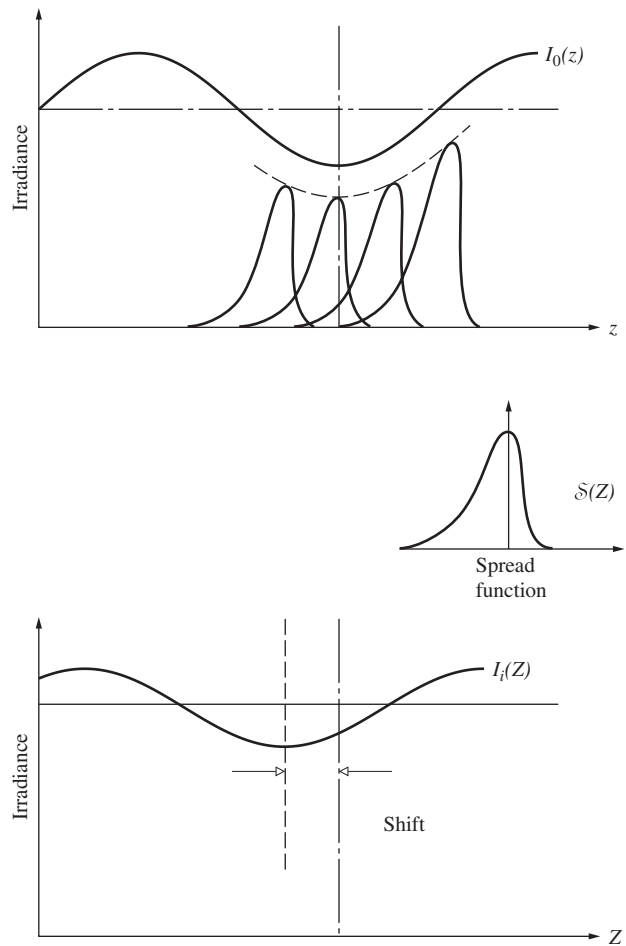 I₀(z)
Irradiance
z
𝒮(Z)
Spread
function
Iᵢ(Z)
Irradiance
Shift
Z